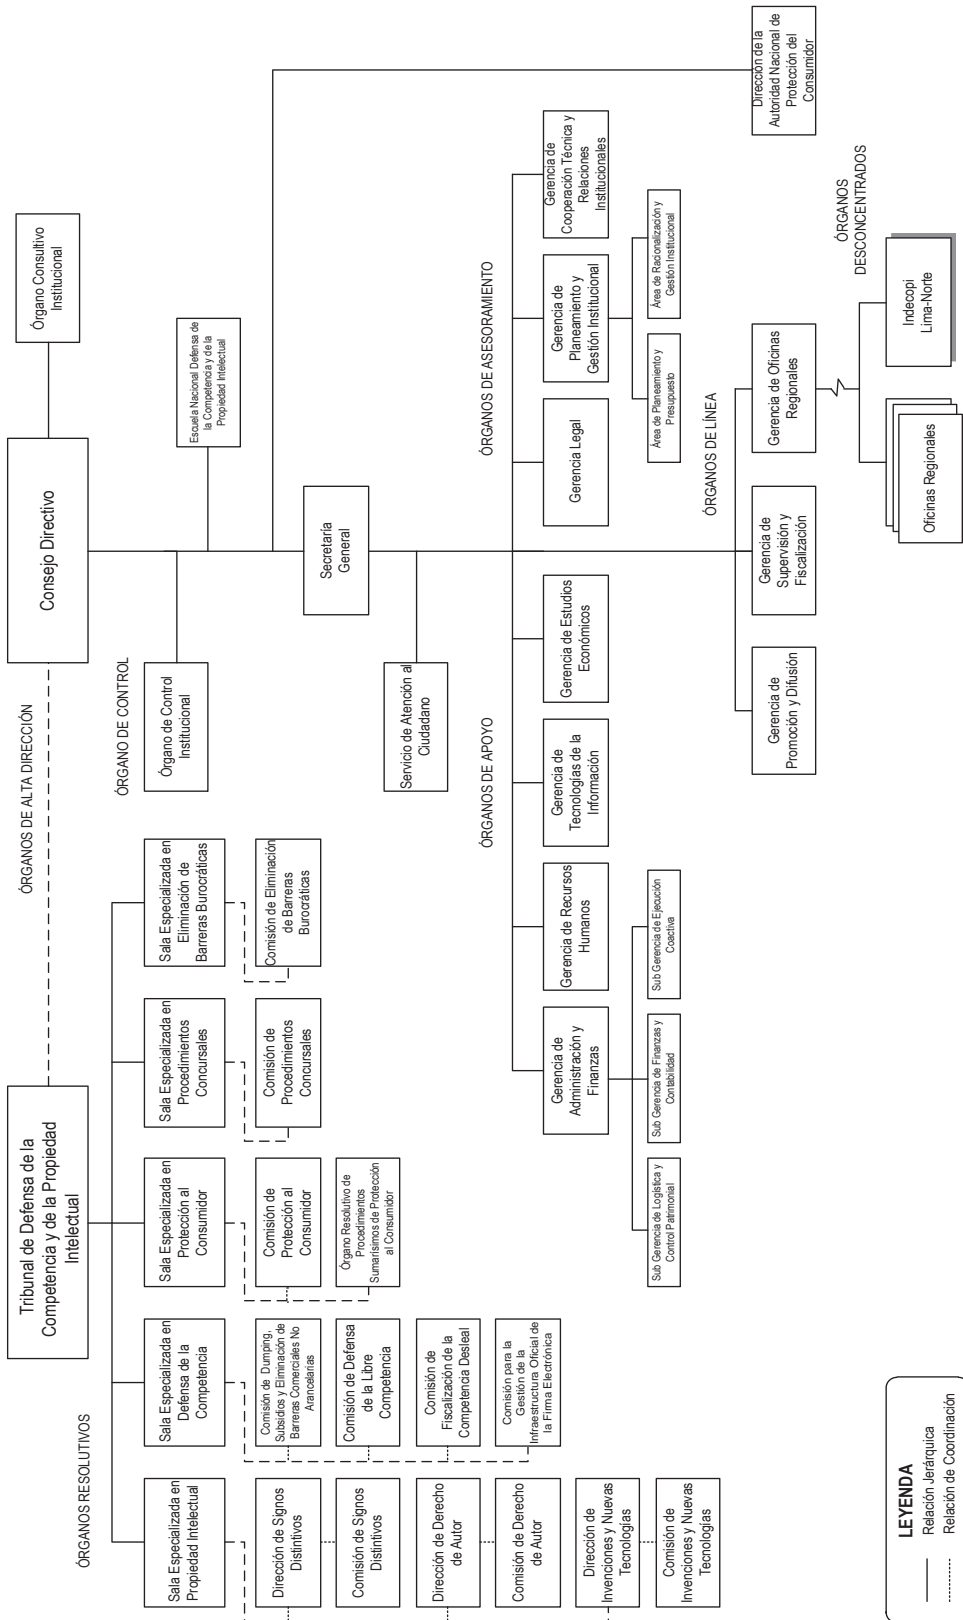 ÓRGANOS DE ALTA DIRECCIÓN
Tribunal de Defensa de la
Competencia y de la Propiedad
Intelectual
Consejo Directivo
Órgano Consultivo
Institucional
ÓRGANOS RESOLUTIVOS
Sala Especializada en
Propiedad Intelectual
Sala Especializada en
Defensa de la
Competencia
Sala Especializada en
Protección al
Consumidor
Sala Especializada en
Procedimientos
Concursales
Sala Especializada en
Eliminación de
Barreras Burocráticas
Dirección de Signos
Distintivos
Comisión de Signos
Distintivos
Dirección de Derecho
de Autor
Comisión de Derecho
de Autor
Dirección de
Invenciones y Nuevas
Tecnologías
Comisión de
Invenciones y Nuevas
Tecnologías
Comisión de Dumping,
Subsidios y Eliminación de
Barreras Comerciales No
Arancelarias
Comisión de Defensa
de la Libre
Competencia
Comisión de
Fiscalización de la
Competencia Desleal
Comisión para la
Gestión de la
Infraestructura Oficial de
la Firma Electrónica
Comisión de
Protección al
Consumidor
Órgano Resolutivo de
Procedimientos
Sumarísimos de Protección
al Consumidor
Comisión de
Procedimientos
Concursales
Comisión de Eliminación
de Barreras
Burocráticas
ÓRGANO DE CONTROL
Órgano de Control
Institucional
Escuela Nacional Defensa de
la Competencia y de la
Propiedad Intelectual
Secretaría
General
Servicio de Atención al
Ciudadano
ÓRGANOS DE APOYO
Gerencia de
Administración y
Finanzas
Gerencia de Recursos
Humanos
Gerencia de
Tecnologías de la
Información
Gerencia de Estudios
Económicos
Sub Gerencia de Logística y
Control Patrimonial
Sub Gerencia de Finanzas y
Contabilidad
Sub Gerencia de Ejecución
Coactiva
ÓRGANOS DE ASESORAMIENTO
Gerencia Legal
Gerencia de
Planeamiento y
Gestión Institucional
Gerencia de
Cooperación Técnica y
Relaciones
Institucionales
Área de Planeamiento y
Presupuesto
Área de Racionalización y
Gestión Institucional
ÓRGANOS DE LÍNEA
Gerencia de
Promoción y Difusión
Gerencia de
Supervisión y
Fiscalización
Gerencia de Oficinas
Regionales
Dirección de la
Autoridad Nacional de
Protección del
Consumidor
ÓRGANOS
DESCONCENTRADOS
Oficinas Regionales
Indecopi
Lima-Norte
LEYENDA
Relación Jerárquica
Relación de Coordinación